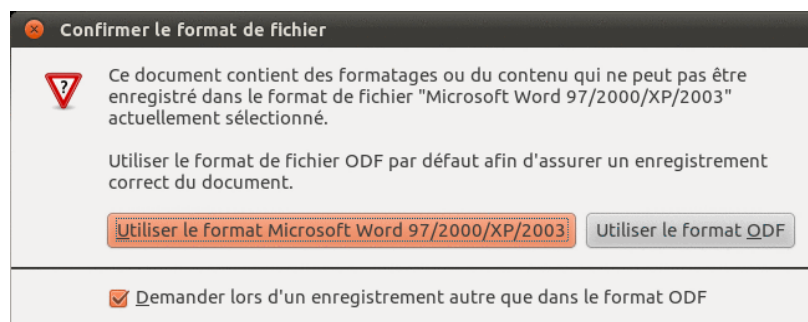 Confirmer le format de fichier
Ce document contient des formatages ou du contenu qui ne peut pas être
enregistré dans le format de fichier "Microsoft Word 97/2000/XP/2003"
actuellement sélectionné.
Utiliser le format de fichier ODF par défaut afin d'assurer un enregistrement
correct du document.
Utiliser le format Microsoft Word 97/2000/XP/2003 Utiliser le format ODF
Demander lors d'un enregistrement autre que dans le format ODF